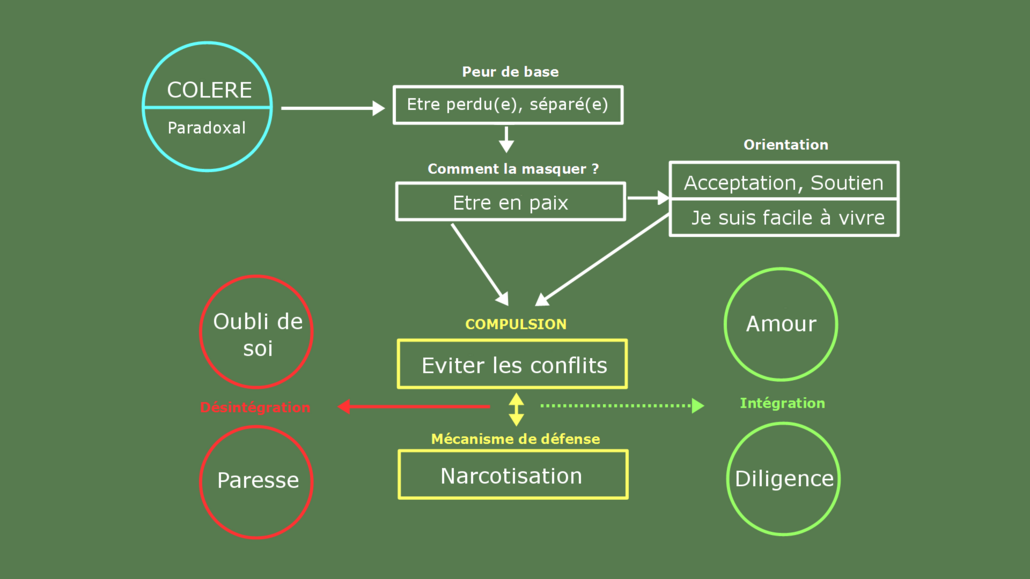 COLERE
Paradoxal
Peur de base
Etre perdu(e), séparé(e)
Comment la masquer ?
Etre en paix
Orientation
Acceptation, Soutien
Je suis facile à vivre
Oubli de
soi
COMPULSION
Eviter les conflits
Amour
Désintégration
Intégration
Mécanisme de défense
Narcotisation
Paresse
Diligence